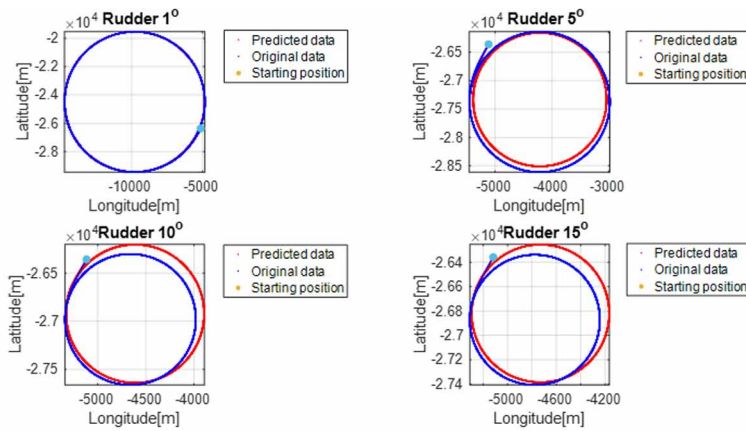 ×10⁴ Rudder 1°
Latitude[m]
-2
-2.2
-2.4
-2.6
-2.8
-10000 -5000
Longitude[m]
Predicted data
Original data
Starting position
×10⁴ Rudder 5°
Latitude[m]
-2.65
-2.7
-2.75
-2.8
-2.85
-5000 -4000 -3000
Longitude[m]
Predicted data
Original data
Starting position
×10⁴ Rudder 10°
Latitude[m]
-2.65
-2.7
-2.75
-5000 -4500 -4000
Longitude[m]
Predicted data
Original data
Starting position
×10⁴ Rudder 15°
Latitude[m]
-2.64
-2.66
-2.68
-2.7
-2.72
-2.74
-5000 -4600 -4200
Longitude[m]
Predicted data
Original data
Starting position